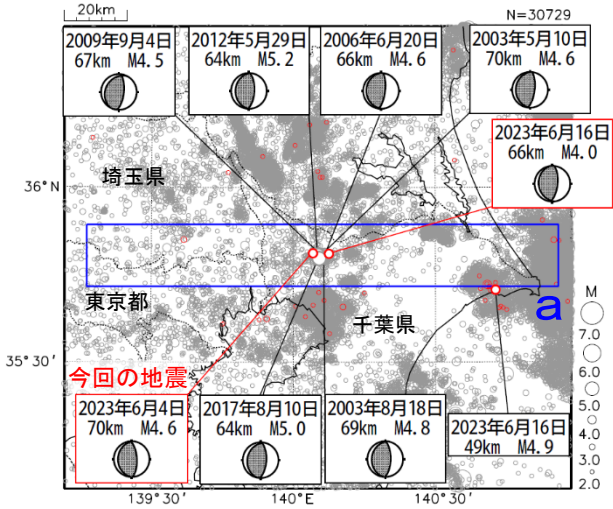 20km
N=30729
2009年9月4日
67km M4.5
2012年5月29日
64km M5.2
2006年6月20日
66km M4.6
2003年5月10日
70km M4.6
2023年6月16日
66km M4.0
埼玉県
36°N
東京都
千葉県
a
35°30′
今回の地震
2023年6月4日
70km M4.6
2017年8月10日
64km M5.0
2003年8月18日
69km M4.8
2023年6月16日
49km M4.9
M
7.0
6.0
5.0
4.0
3.0
2.0
139°30′
140°E
140°30′